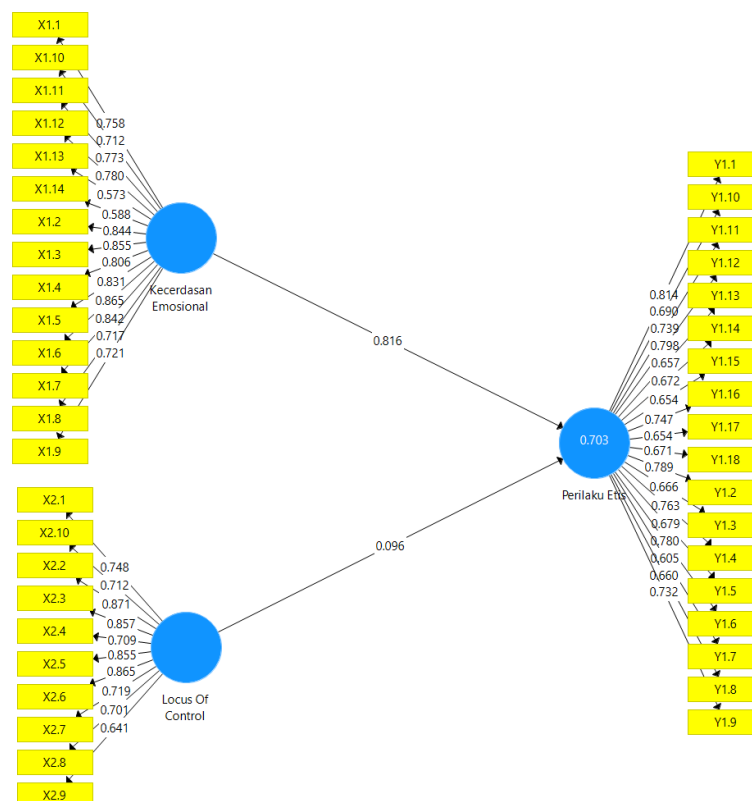 X1.1
X1.10
X1.11
X1.12
X1.13
X1.14
X1.2
X1.3
X1.4
X1.5
X1.6
X1.7
X1.8
X1.9
0.758
0.712
0.773
0.780
0.573
0.588
0.844
0.855
0.806
0.831
0.865
0.842
0.717
0.721
Kecerdasan
Emosional
0.816
X2.1
X2.10
X2.2
X2.3
X2.4
X2.5
X2.6
X2.7
X2.8
X2.9
0.748
0.712
0.871
0.857
0.709
0.855
0.865
0.719
0.701
0.641
Locus Of
Control
0.096
0.703
Perilaku Etis
0.814
0.690
0.739
0.798
0.657
0.672
0.654
0.747
0.654
0.671
0.789
0.666
0.763
0.679
0.780
0.605
0.660
0.732
Y1.1
Y1.10
Y1.11
Y1.12
Y1.13
Y1.14
Y1.15
Y1.16
Y1.17
Y1.18
Y1.2
Y1.3
Y1.4
Y1.5
Y1.6
Y1.7
Y1.8
Y1.9